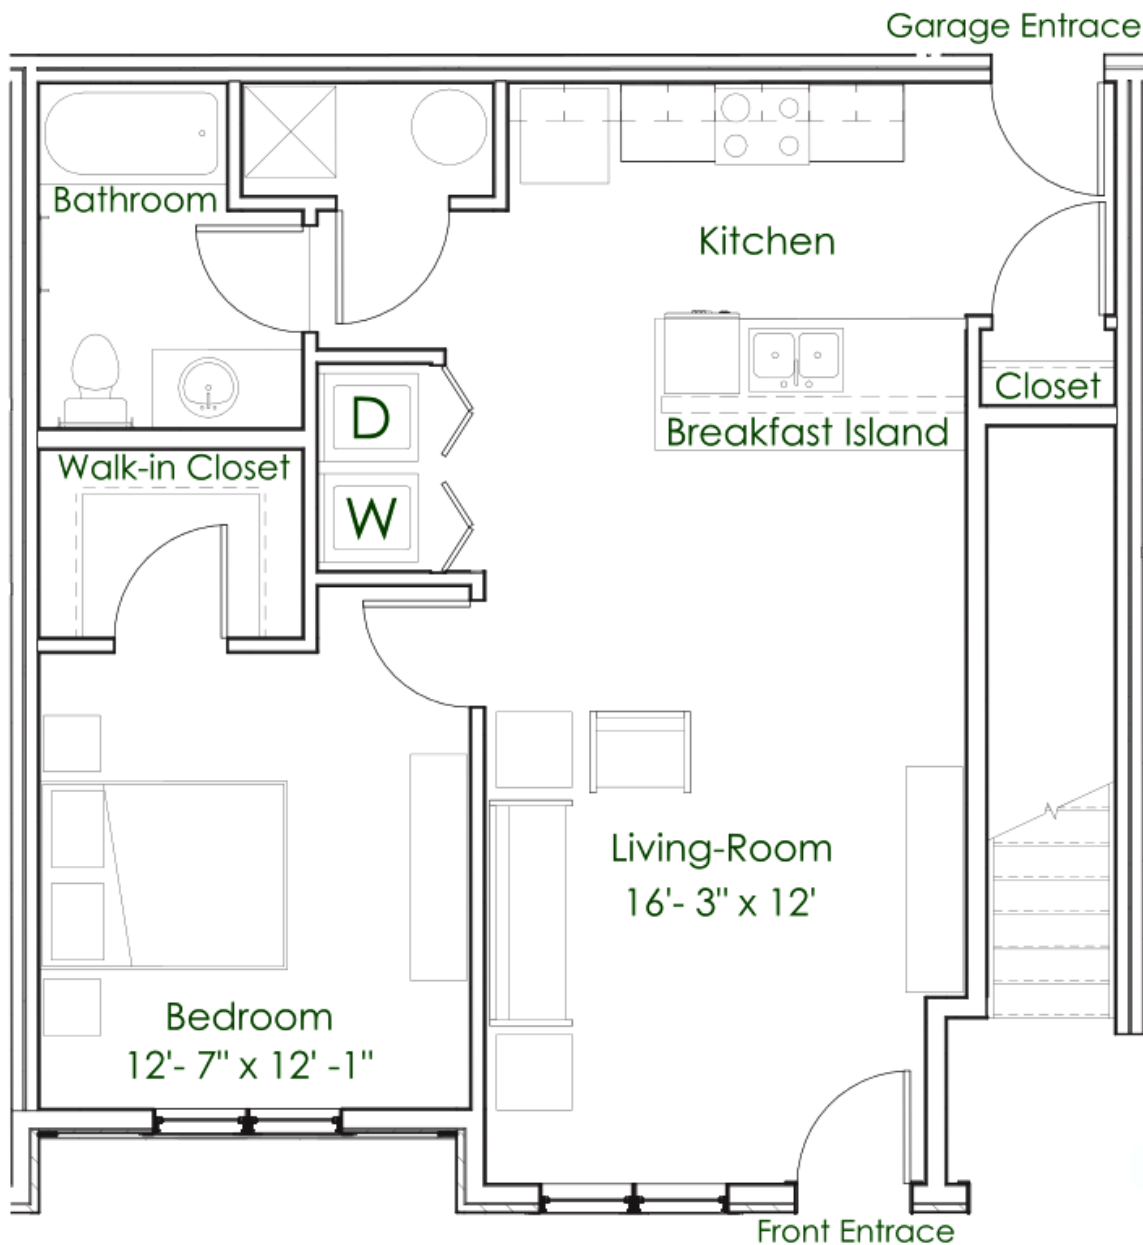 Garage Entrace
Bathroom
Kitchen
Closet
D
Breakfast Island
Walk-in Closet
W
Living-Room
16'- 3" x 12'
Bedroom
12'- 7" x 12' -1"
Front Entrace